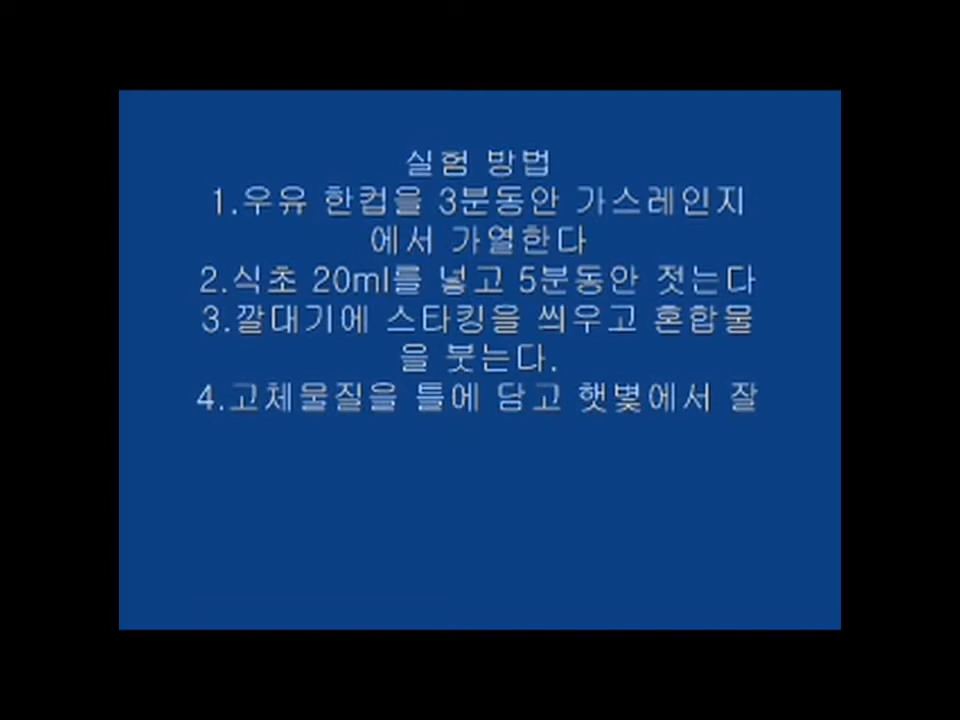 실험 방법
1.우유 한컵을 3분동안 가스레인지
에서 가열한다
2.식초 20ml를 넣고 5분동안 젓는다
3.깔대기에 스타킹을 씌우고 혼합물
을 붓는다.
4.고체물질을 틀에 담고 햇볓에서 잘